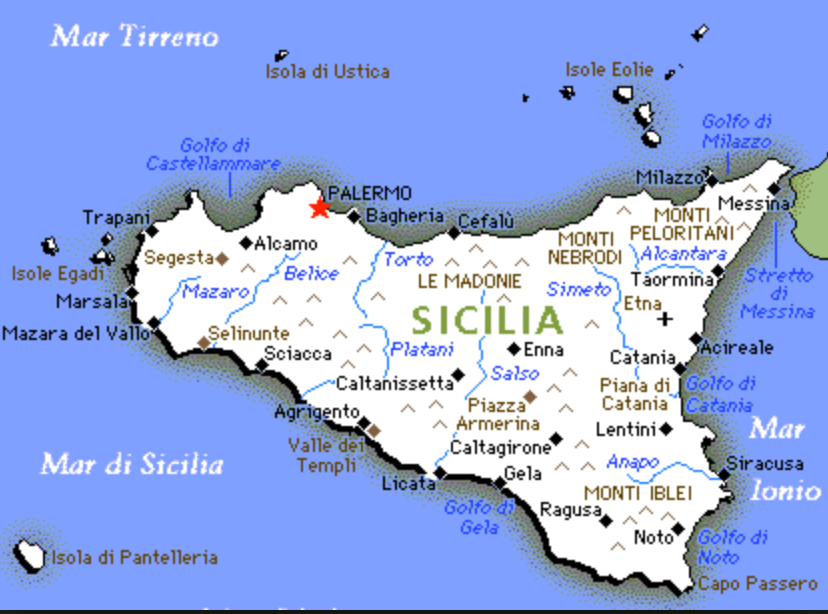 Mar Tirreno
Isola di Ustica
Isole Eolie
Golfo di
Milazzo
Golfo di
Castellammare
Milazzo
Messina
PALERMO
Bagheria
Cefalù
Trapani
MONTI
PELORITANI
Alcamo
Segesta
MONTI
NEBRODI
Alcantara
Torto
Isole Egadi
Belice
LE MADONIE
Taormina
Stretto
di
Messina
Marsala
Mazaro
Simeto
Etna
SICILIA
Mazara del Vallo
Selinunte
Sciacca
Platani
Enna
Catania
Acireale
Caltanissetta
Salso
Piana di
Catania
Golfo di
Catania
Agrigento
Piazza
Armerina
Lentini
Mar
Ionio
Valle dei
Templi
Caltagirone
Mar di Sicilia
Anapo
Siracusa
Licata
Gela
MONTI IBLEI
Golfo di
Gela
Ragusa
Noto
Golfo di
Noto
Isola di Pantelleria
Capo Passero